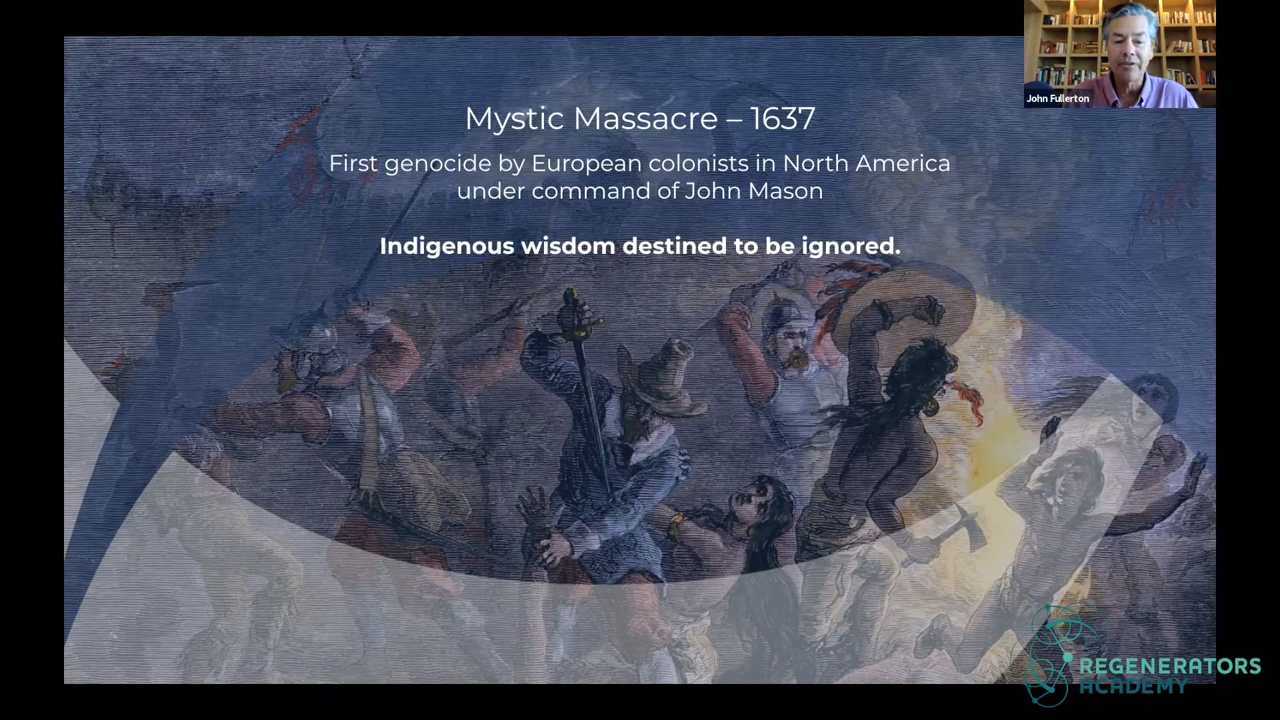 John Fullerton
Mystic Massacre – 1637
First genocide by European colonists in North America
under command of John Mason
Indigenous wisdom destined to be ignored.
REGENERATORS
ACADEMY